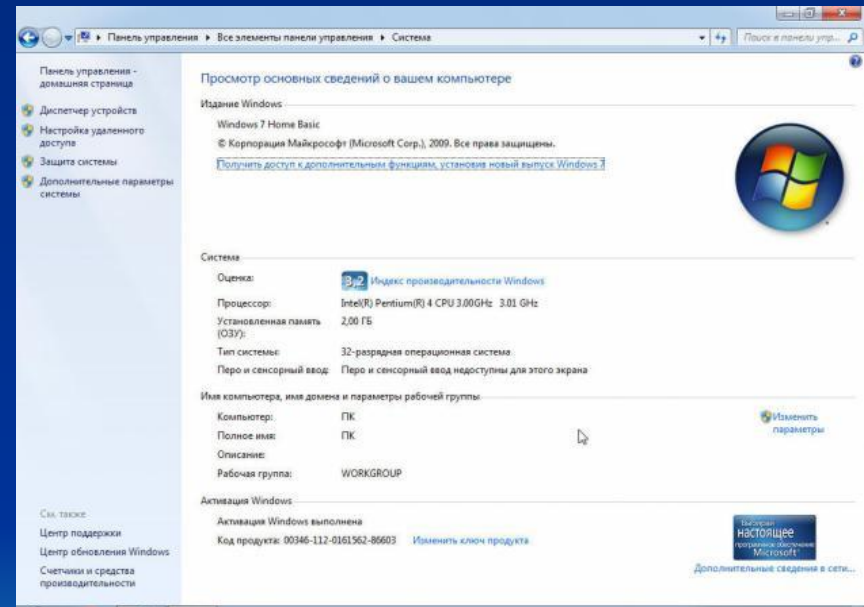 Панель управления ▸ Все элементы панели управления ▸ Система
Поиск в панели упр...
Панель управления -
домашняя страница
Диспетчер устройств
Настройка удаленного
доступа
Защита системы
Дополнительные параметры
системы
Просмотр основных сведений о вашем компьютере
Издание Windows
Windows 7 Home Basic
© Корпорация Майкрософт (Microsoft Corp.), 2009. Все права защищены.
Получить доступ к дополнительным функциям, установив новый выпуск Windows 7
Система
Оценка: 3,2 Индекс производительности Windows
Процессор: Intel(R) Pentium(R) 4 CPU 3.00GHz 3.01 GHz
Установленная память 2,00 ГБ
(ОЗУ):
Тип системы: 32-разрядная операционная система
Перо и сенсорный ввод: Перо и сенсорный ввод недоступны для этого экрана
Имя компьютера, имя домена и параметры рабочей группы
Компьютер: ПК
Изменить
параметры
Полное имя: ПК
Описание:
Рабочая группа: WORKGROUP
Активация Windows
Активация Windows выполнена
Код продукта: 00346-112-0161562-86603 Изменить ключ продукта
настоящее
Microsoft
Дополнительные сведения в сети...
См. также
Центр поддержки
Центр обновления Windows
Счетчики и средства
производительности